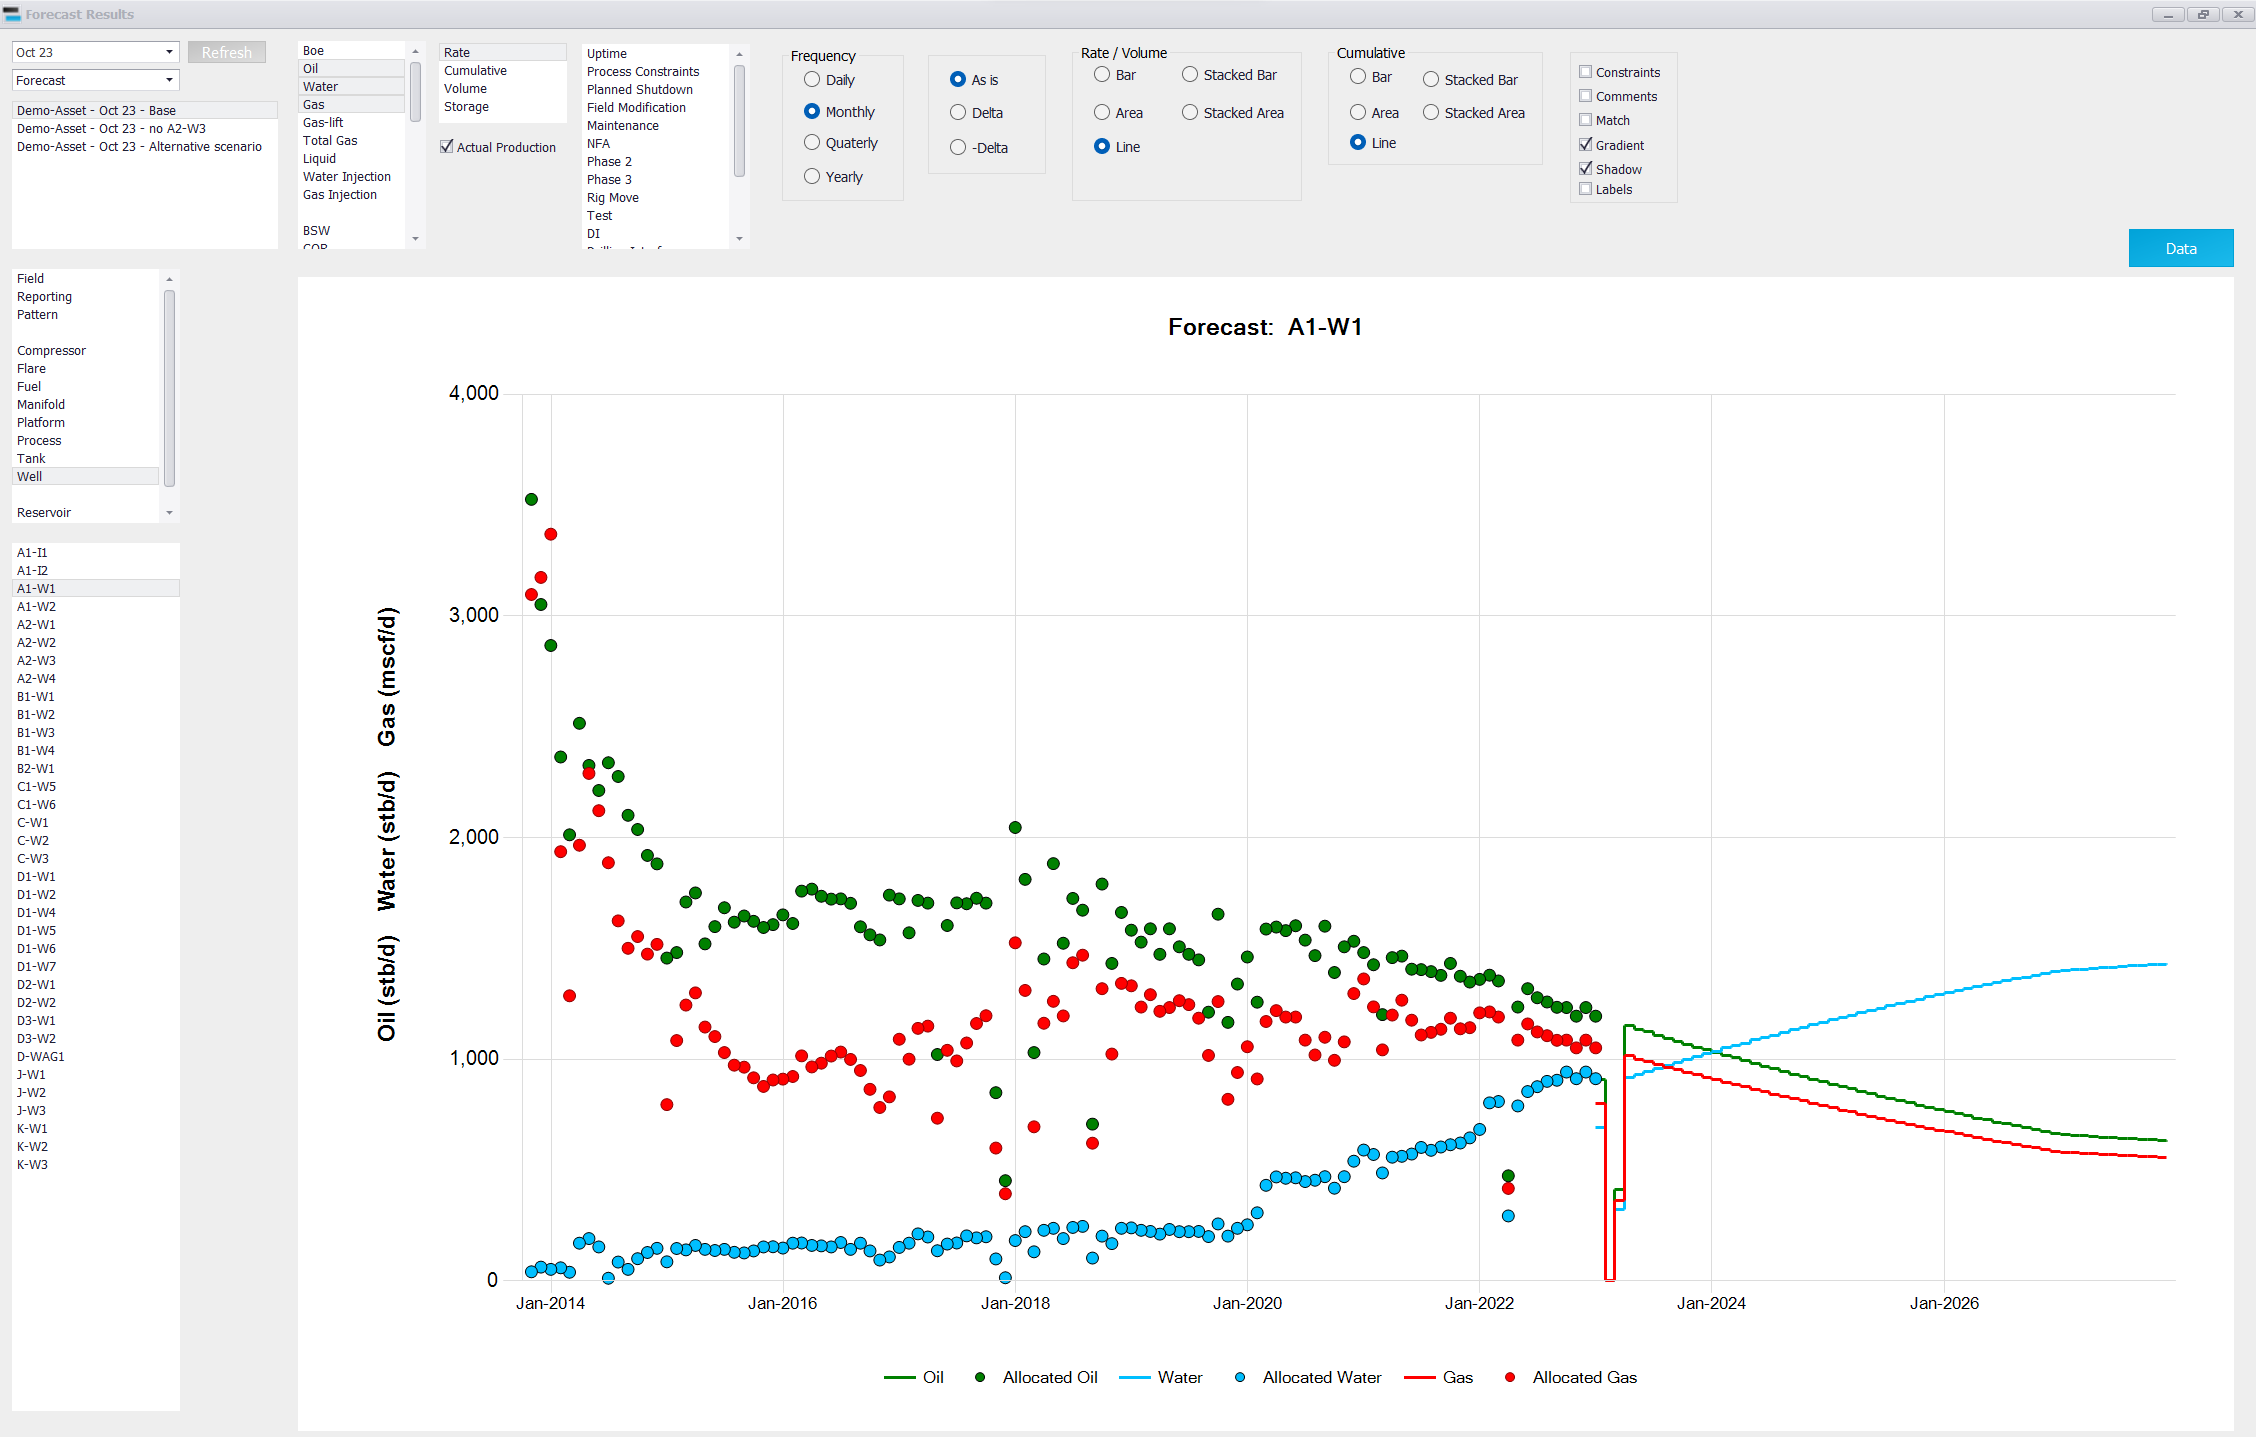 Forecast Results
Oct 23
Refresh
Forecast
Demo-Asset - Oct 23 - Base
Demo-Asset - Oct 23 - no A2-W3
Demo-Asset - Oct 23 - Alternative scenario
Boe
Oil
Water
Gas
Gas-lift
Total Gas
Liquid
Water Injection
Gas Injection
BSW
Rate
Cumulative
Volume
Storage
Actual Production
Uptime
Process Constraints
Planned Shutdown
Field Modification
Maintenance
NFA
Phase 2
Phase 3
Rig Move
Test
DI
Frequency
Daily
Monthly
Quaterly
Yearly
As is
Delta
-Delta
Rate / Volume
Bar
Stacked Bar
Area
Stacked Area
Line
Cumulative
Bar
Stacked Bar
Area
Stacked Area
Line
Constraints
Comments
Match
Gradient
Shadow
Labels
Data
Field
Reporting
Pattern
Compressor
Flare
Fuel
Manifold
Platform
Process
Tank
Well
Reservoir
A1-I1
A1-I2
A1-W1
A1-W2
A2-W1
A2-W2
A2-W3
A2-W4
B1-W1
B1-W2
B1-W3
B1-W4
B2-W1
C1-W5
C1-W6
C-W1
C-W2
C-W3
D1-W1
D1-W2
D1-W4
D1-W5
D1-W6
D1-W7
D2-W1
D2-W2
D3-W1
D3-W2
D-WAG1
J-W1
J-W2
J-W3
K-W1
K-W2
K-W3
Forecast: A1-W1
Oil (stb/d) Water (stb/d) Gas (mscf/d)
4,000
3,000
2,000
1,000
0
Jan-2014 Jan-2016 Jan-2018 Jan-2020 Jan-2022 Jan-2024 Jan-2026
Oil Allocated Oil Water Allocated Water Gas Allocated Gas